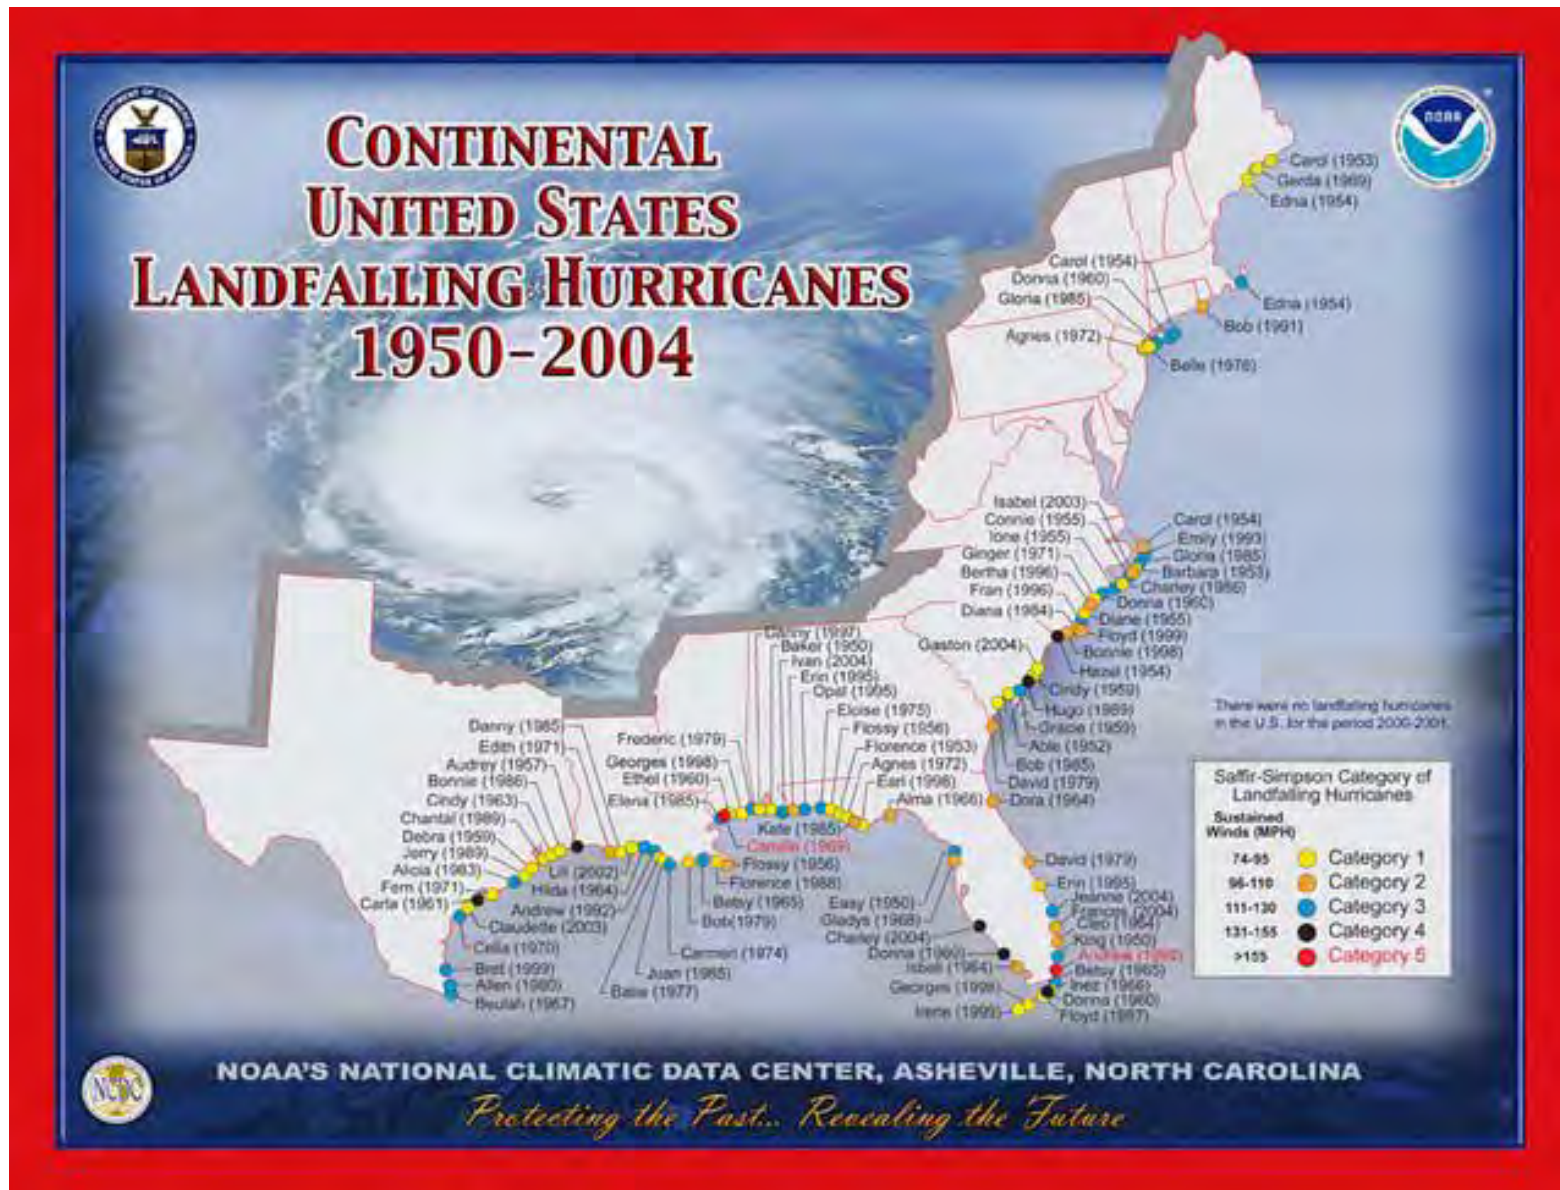 CONTINENTAL
UNITED STATES
LANDFALLING HURRICANES
1950-2004
DEPARTMENT OF COMMERCE
UNITED STATES OF AMERICA
NOAA
Carol (1953)
Gerda (1969)
Edna (1954)
Carol (1954)
Donna (1960)
Gloria (1985)
Agnes (1972)
Edna (1954)
Bob (1991)
Belle (1976)
Isabel (2003)
Connie (1955)
Ione (1955)
Ginger (1971)
Bertha (1996)
Fran (1996)
Diana (1984)
Gaston (2004)
Carol (1954)
Emily (1993)
Gloria (1985)
Barbara (1953)
Charley (1986)
Donna (1960)
Diane (1955)
Floyd (1999)
Bonnie (1998)
Hazel (1954)
Cindy (1959)
Hugo (1989)
Gracie (1959)
Able (1952)
Bob (1985)
David (1979)
Dora (1964)
Danny (1997)
Baker (1950)
Ivan (2004)
Erin (1995)
Opal (1995)
Eloise (1975)
Flossy (1956)
Florence (1953)
Agnes (1972)
Earl (1998)
Alma (1966)
Frederic (1979)
Georges (1998)
Ethel (1960)
Elena (1985)
Kate (1985)
Camille (1969)
Flossy (1956)
Florence (1988)
Betsy (1965)
Bob(1979)
Carmen (1974)
Juan (1985)
Babe (1977)
Danny (1985)
Edith (1971)
Audrey (1957)
Bonnie (1986)
Cindy (1963)
Chantal (1989)
Debra (1959)
Jerry (1989)
Alicia (1983)
Fern (1971)
Carla (1961)
Lili (2002)
Hilda (1964)
Andrew (1992)
Claudette (2003)
Celia (1970)
Bret (1999)
Allen (1980)
Beulah (1967)
Easy (1950)
Gladys (1968)
Charley (2004)
Donna (1960)
Isbell (1964)
Georges (1998)
Irene (1999)
David (1979)
Erin (1995)
Jeanne (2004)
Frances (2004)
Cleo (1964)
King (1950)
Andrew (1992)
Betsy (1965)
Inez (1966)
Donna (1960)
Floyd (1987)
There were no landfalling hurricanes
in the U.S. for the period 2000-2001.
Saffir-Simpson Category of
Landfalling Hurricanes
Sustained
Winds (MPH)
74-95 Category 1
96-110 Category 2
111-130 Category 3
131-155 Category 4
>155 Category 5
NCDC
NOAA'S NATIONAL CLIMATIC DATA CENTER, ASHEVILLE, NORTH CAROLINA
Protecting the Past... Revealing the Future